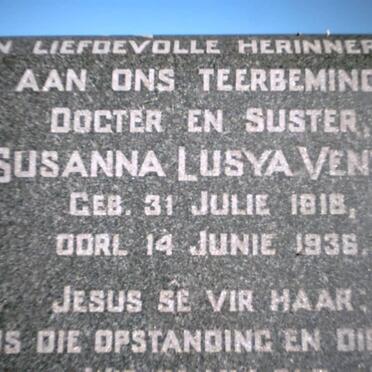 N LIEFDEVOLLE HERINNER
AAN ONS TEERBEMIND
DOGTER EN SUSTER,
SUSANNA LUSYA VEN
GEB. 31 JULIE 1918,
OORL 14 JUNIE 1936.
JESUS SÊ VIR HAAR:
IS DIE OPSTANDING EN DIE